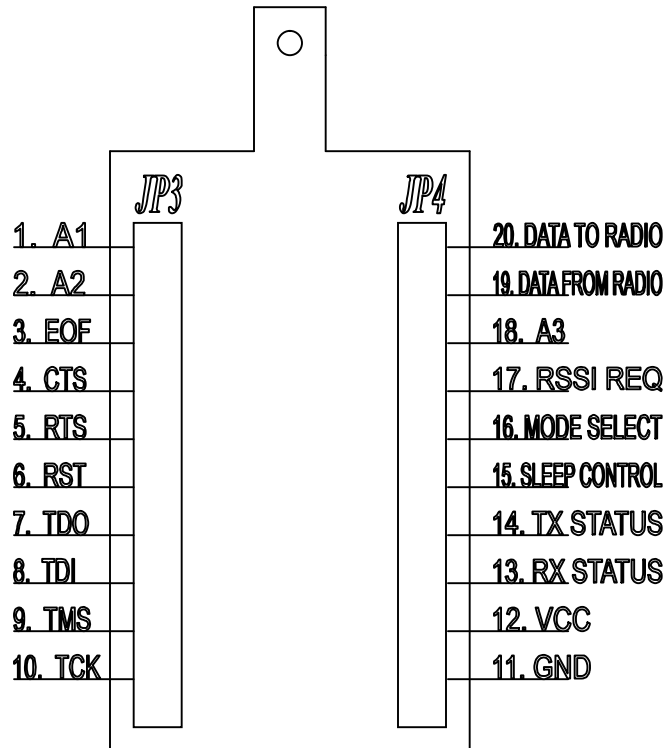 JP3
1. A1
2. A2
3. EOF
4. CTS
5. RTS
6. RST
7. TDO
8. TDI
9. TMS
10. TCK
JP4
20. DATA TO RADIO
19. DATA FROM RADIO
18. A3
17. RSSI REQ
16. MODE SELECT
15. SLEEP CONTROL
14. TX STATUS
13. RX STATUS
12. VCC
11. GND